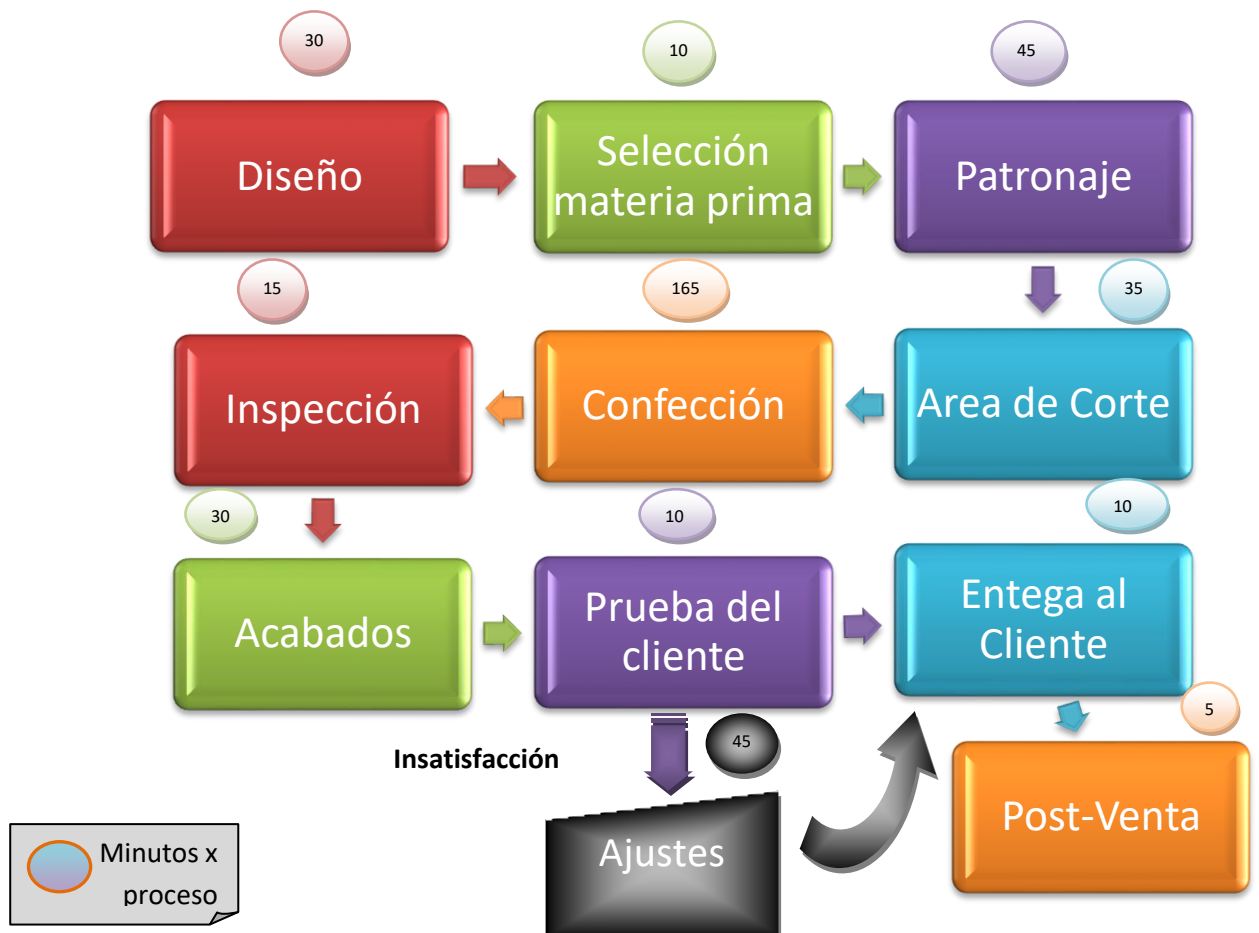 30
10
45
Diseño
Selección
materia prima
Patronaje
15
165
35
Inspección
Confección
Area de Corte
30
10
10
Acabados
Prueba del
cliente
Entega al
Cliente
5
Insatisfacción
45
Ajustes
Post-Venta
Minutos x
proceso